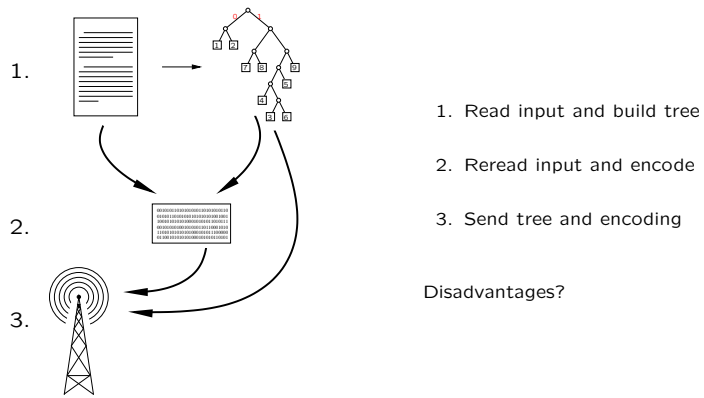 0 1
1 2
7 8 9
5
4
3 6
1.
1. Read input and build tree
2. Reread input and encode
2.
3. Send tree and encoding
Disadvantages?
3.